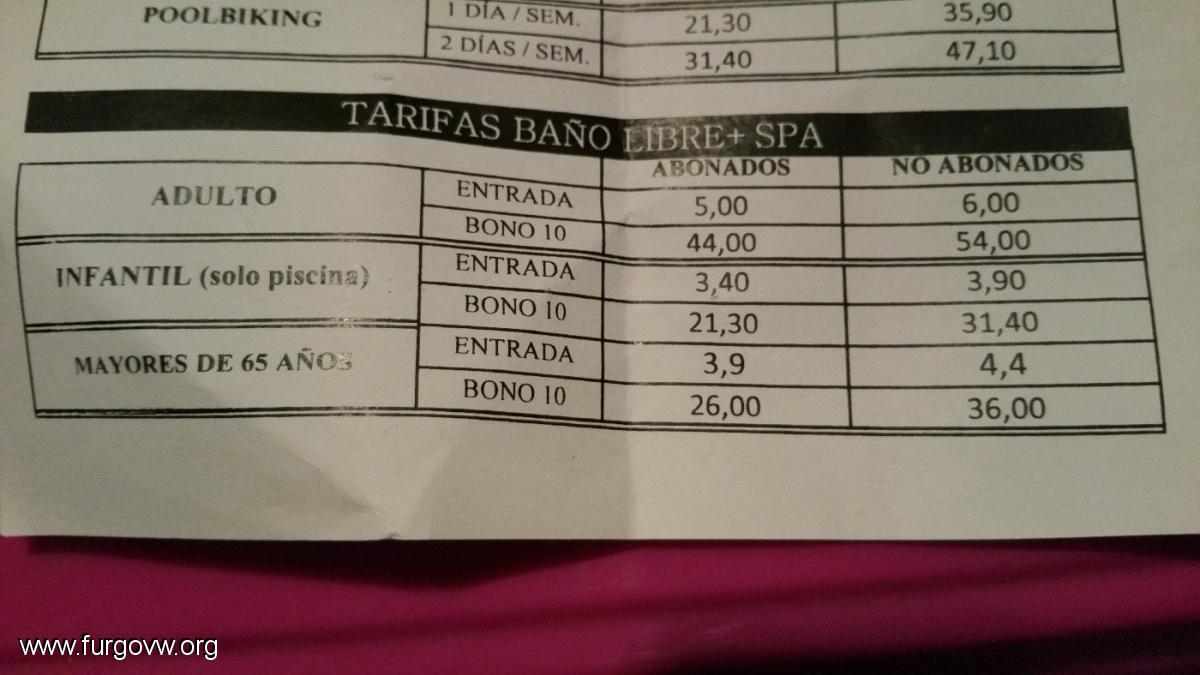 POOLBIKING 1 DÍA / SEM. 21,30 35,90
2 DÍAS / SEM. 31,40 47,10
TARIFAS BAÑO LIBRE+ SPA
ABONADOS NO ABONADOS
ADULTO ENTRADA 5,00 6,00
BONO 10 44,00 54,00
INFANTIL (solo piscina) ENTRADA 3,40 3,90
BONO 10 21,30 31,40
MAYORES DE 65 AÑOS ENTRADA 3,9 4,4
BONO 10 26,00 36,00
www.furgovw.org